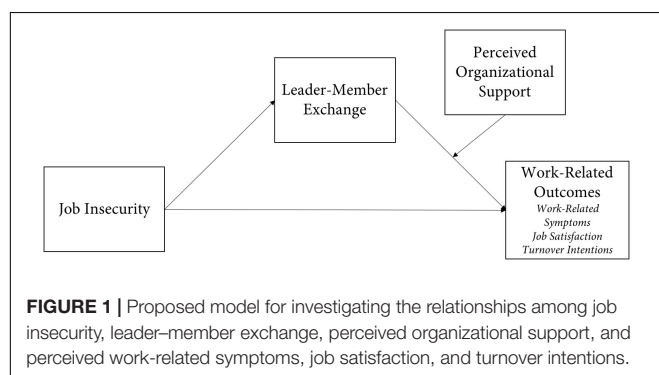 Perceived
Organizational
Support
Leader-Member
Exchange
Job Insecurity
Work-Related
Outcomes
Work-Related
Symptoms
Job Satisfaction
Turnover Intentions
FIGURE 1 | Proposed model for investigating the relationships among job
insecurity, leader–member exchange, perceived organizational support, and
perceived work-related symptoms, job satisfaction, and turnover intentions.